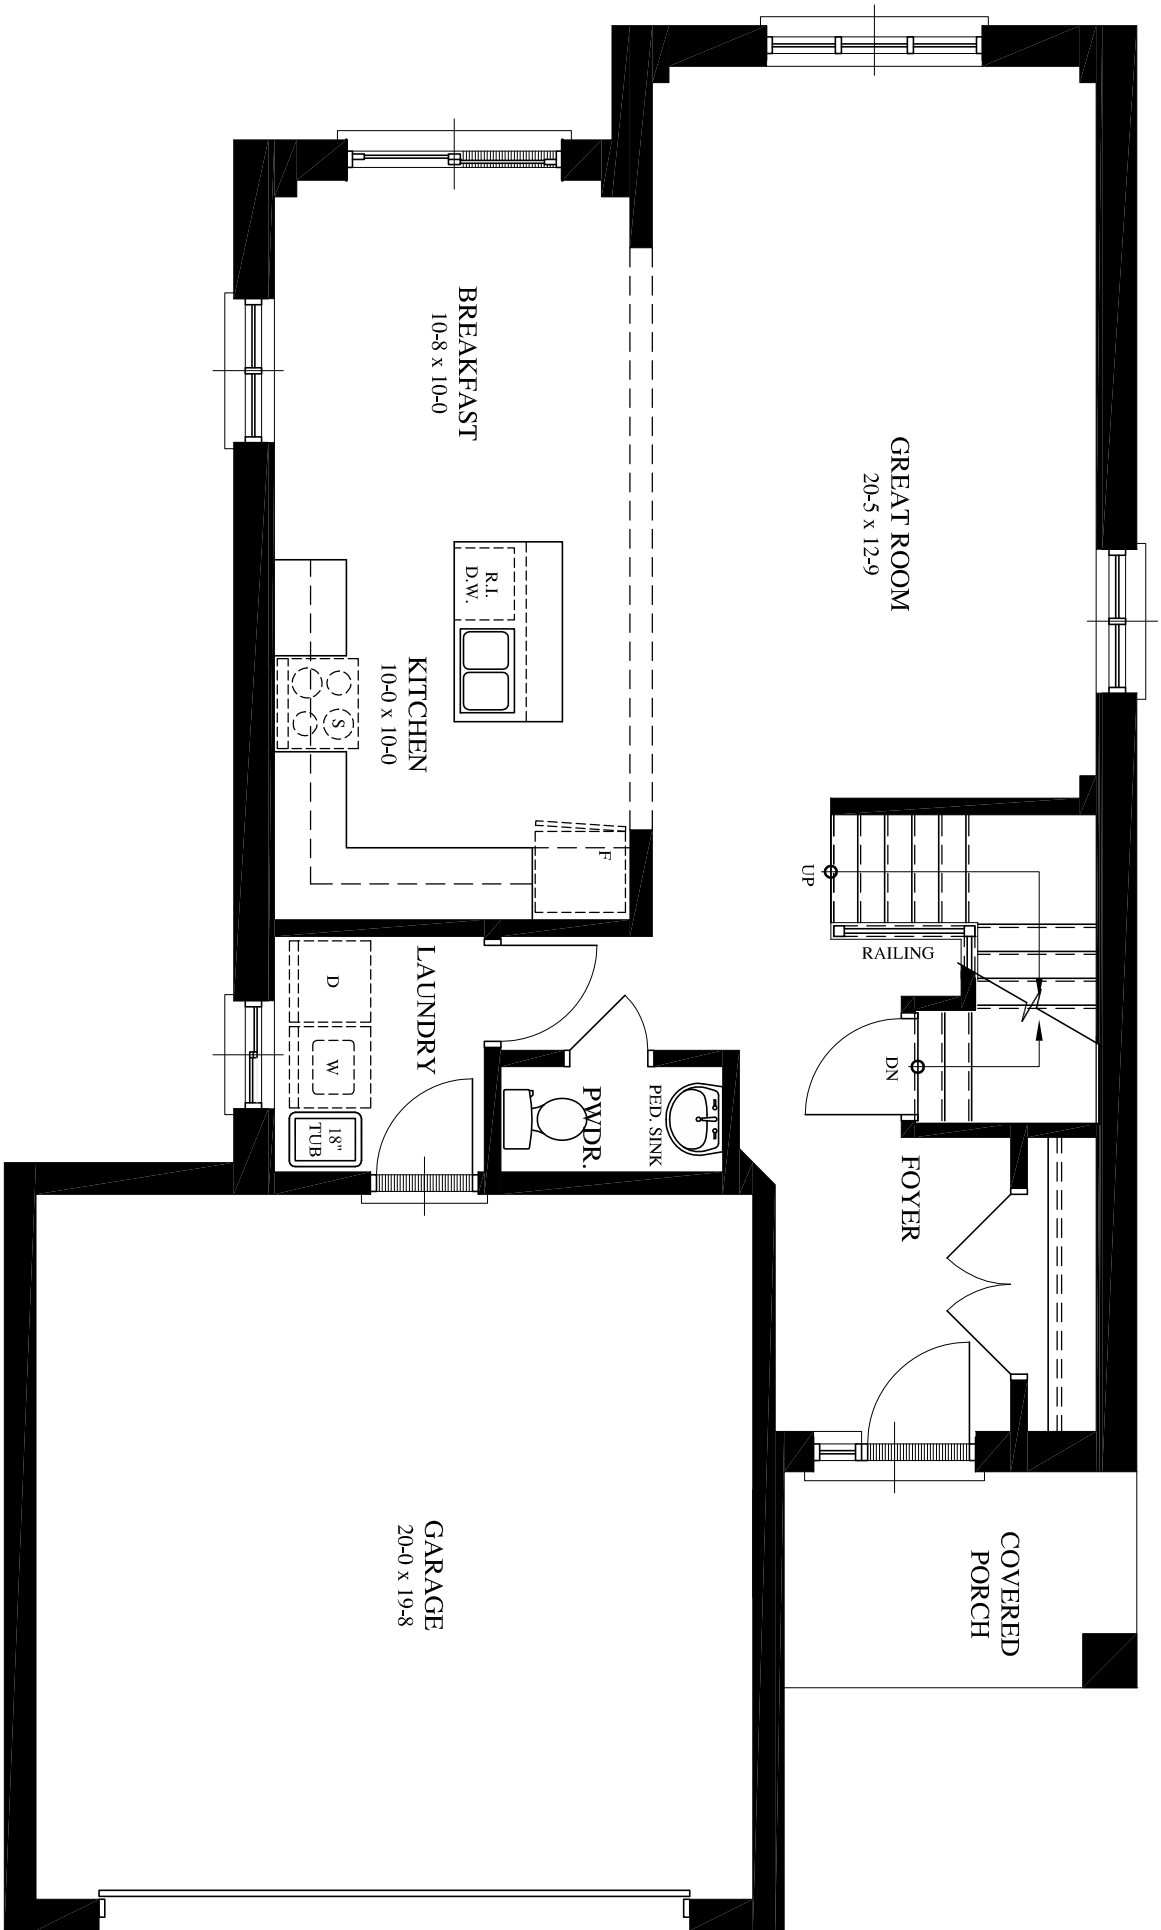 BREAKFAST
10-8 x 10-0
GREAT ROOM
20-5 x 12-9
R.I.
D.W.
KITCHEN
10-0 x 10-0
S
F
UP
RAILING
DN
LAUNDRY
D
W
18"
TUB
PWDR.
PED. SINK
FOYER
GARAGE
20-0 x 19-8
COVERED
PORCH